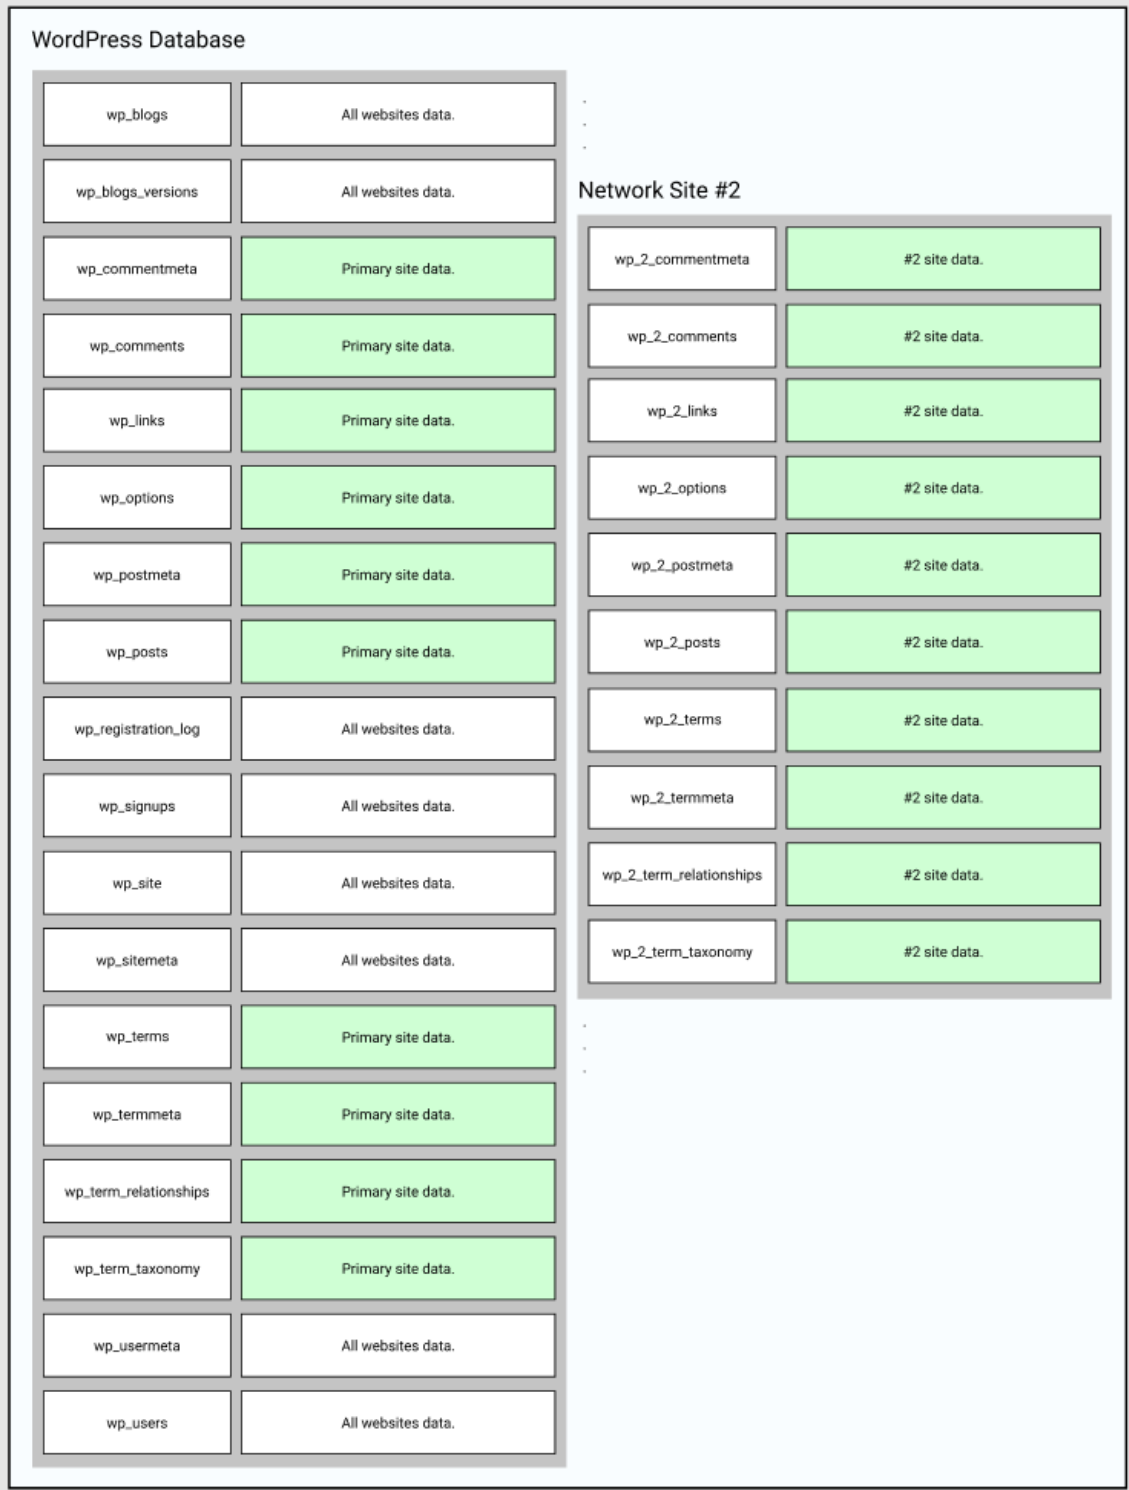 WordPress Database
wp_blogs All websites data.
wp_blogs_versions All websites data.
wp_commentmeta Primary site data.
wp_comments Primary site data.
wp_links Primary site data.
wp_options Primary site data.
wp_postmeta Primary site data.
wp_posts Primary site data.
wp_registration_log All websites data.
wp_signups All websites data.
wp_site All websites data.
wp_sitemeta All websites data.
wp_terms Primary site data.
wp_termmeta Primary site data.
wp_term_relationships Primary site data.
wp_term_taxonomy Primary site data.
wp_usermeta All websites data.
wp_users All websites data.
.
.
.
Network Site #2
wp_2_commentmeta #2 site data.
wp_2_comments #2 site data.
wp_2_links #2 site data.
wp_2_options #2 site data.
wp_2_postmeta #2 site data.
wp_2_posts #2 site data.
wp_2_terms #2 site data.
wp_2_termmeta #2 site data.
wp_2_term_relationships #2 site data.
wp_2_term_taxonomy #2 site data.
.
.
.